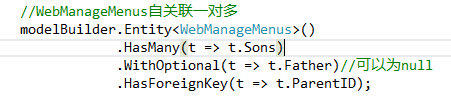 //WebManageMenus自关联一对多
modelBuilder.Entity<WebManageMenus>()
.HasMany(t => t.Sons)
.WithOptional(t => t.Father)//可以为null
.HasForeignKey(t => t.ParentID);